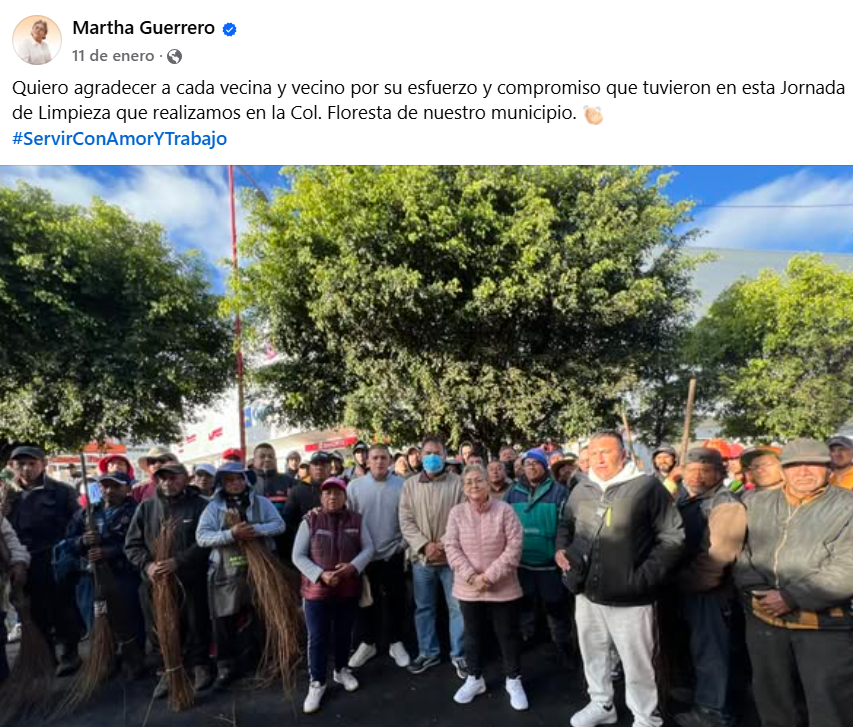 Martha Guerrero
11 de enero ·
Quiero agradecer a cada vecina y vecino por su esfuerzo y compromiso que tuvieron en esta Jornada
de Limpieza que realizamos en la Col. Floresta de nuestro municipio. 👏🏻
#ServirConAmorYTrabajo